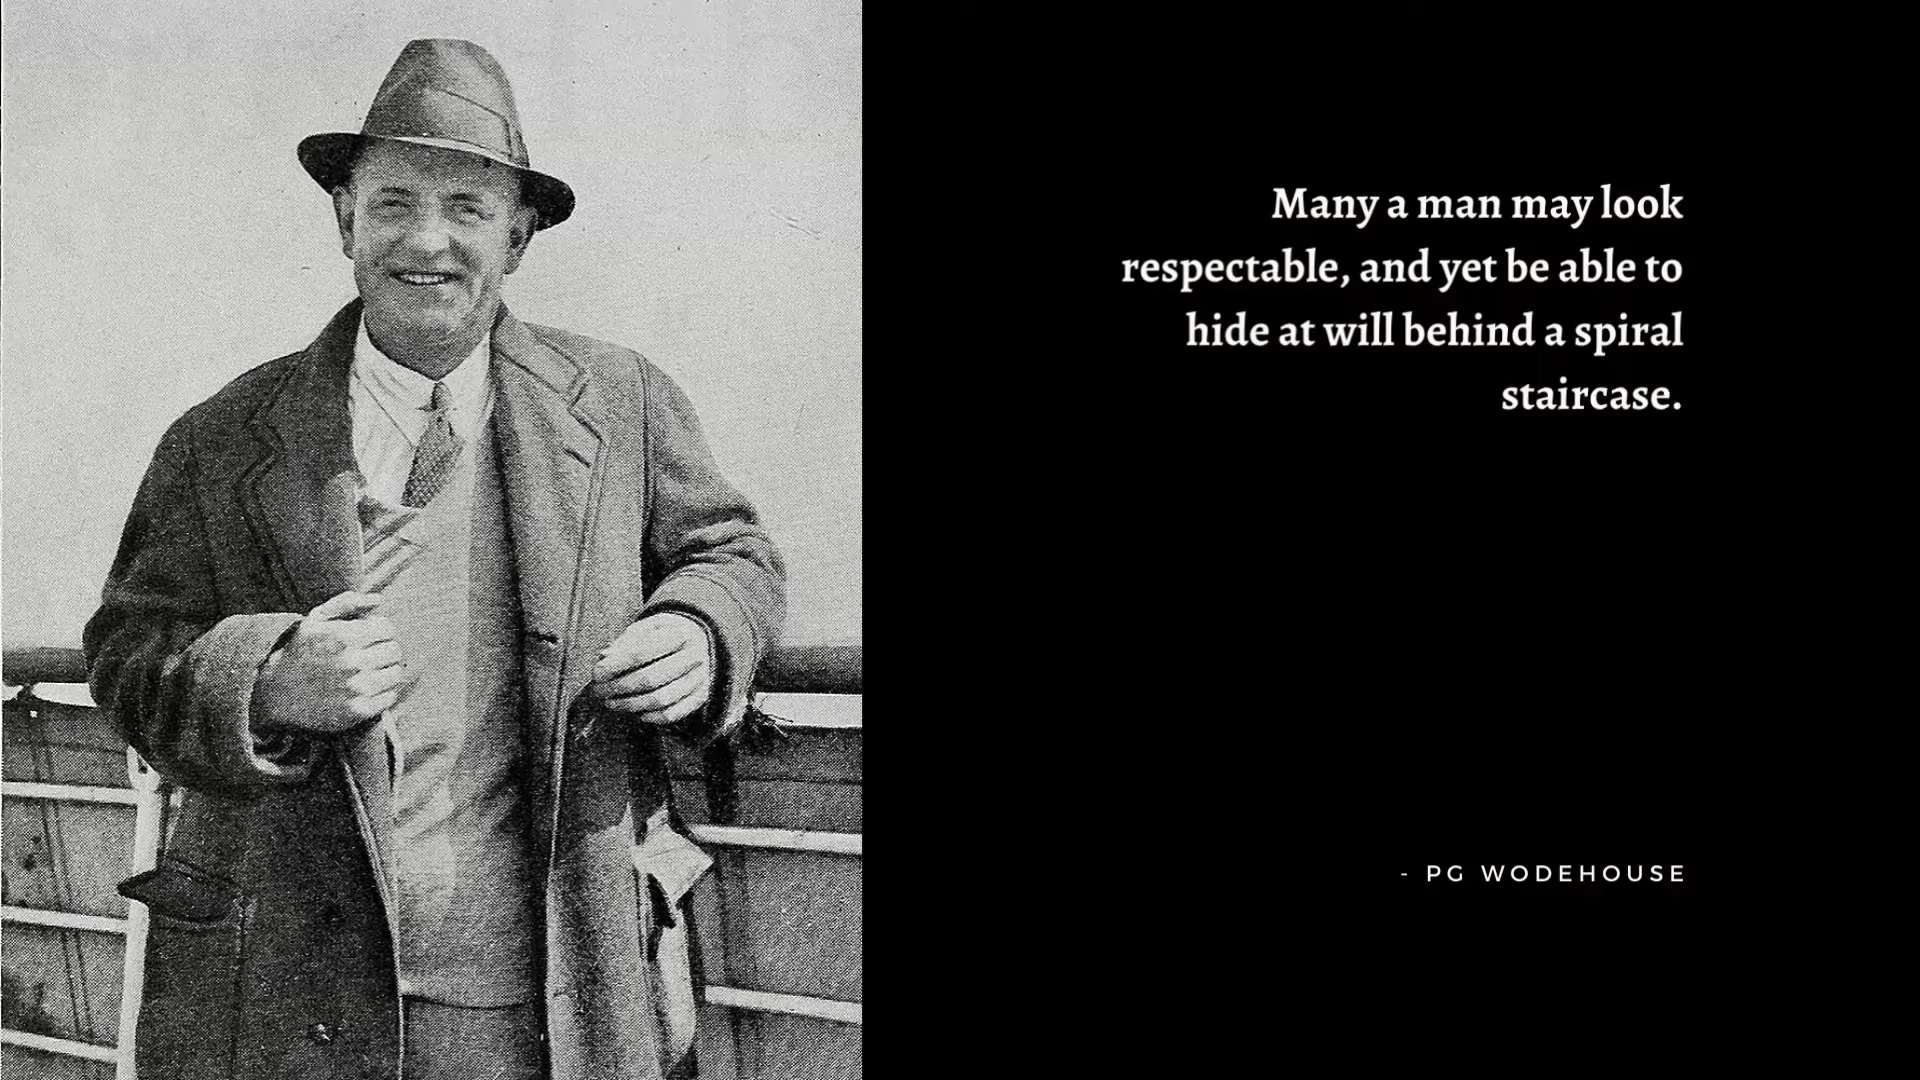 Many a man may look
respectable, and yet be able to
hide at will behind a spiral
staircase.
- PG WODEHOUSE